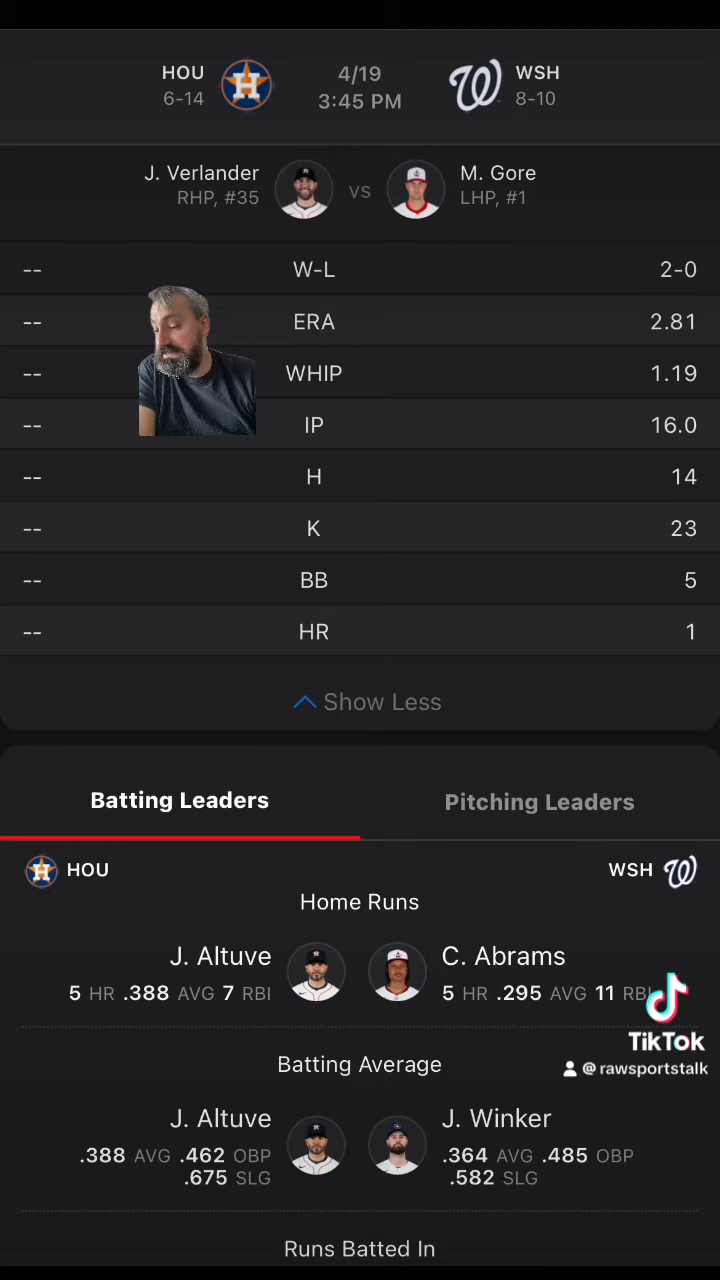 HOU 4/19 WSH
6-14 3:45 PM 8-10
J. Verlander M. Gore
RHP, #35 VS LHP, #1
-- W-L 2-0
-- ERA 2.81
-- WHIP 1.19
-- IP 16.0
-- H 14
-- K 23
-- BB 5
-- HR 1
Show Less
Batting Leaders Pitching Leaders
HOU WSH
Home Runs
J. Altuve C. Abrams
5 HR .388 AVG 7 RBI 5 HR .295 AVG 11 RBI
TikTok
@rawsportstalk
Batting Average
J. Altuve J. Winker
.388 AVG .462 OBP .364 AVG .485 OBP
.675 SLG .582 SLG
Runs Batted In